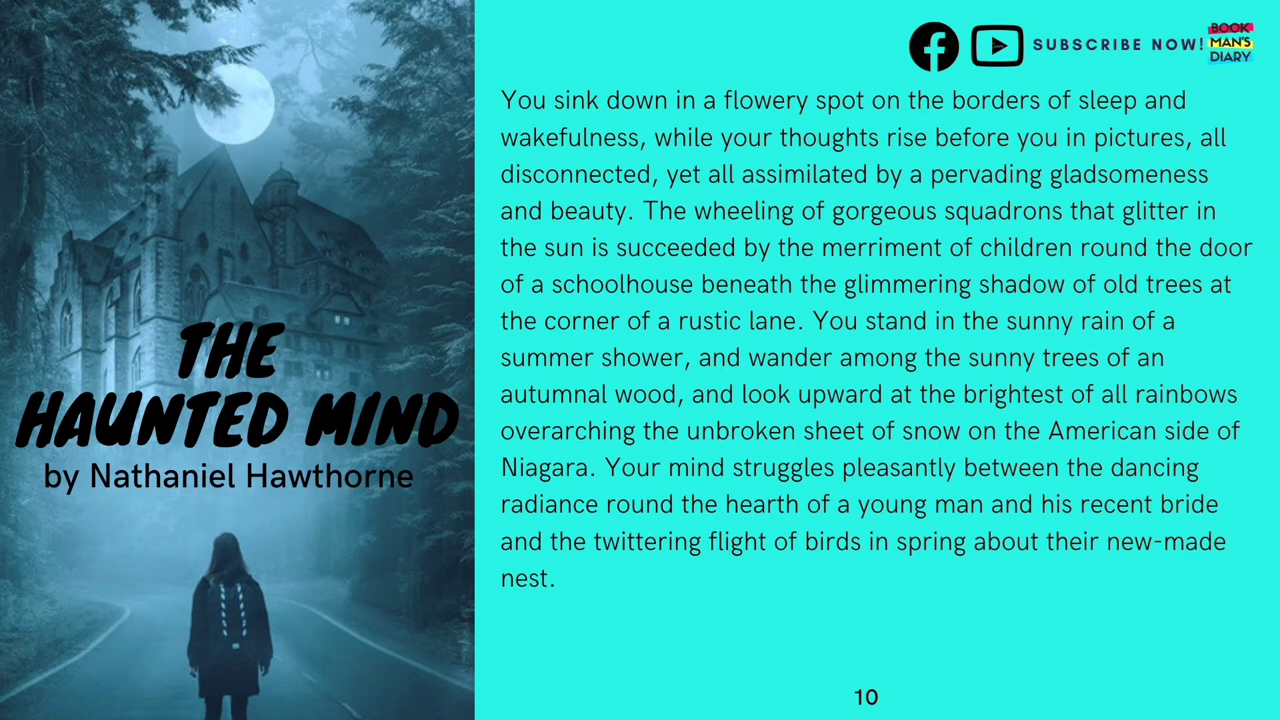 THE
HAUNTED MIND
by Nathaniel Hawthorne
SUBSCRIBE NOW!
BOOK
MAN'S
DIARY
You sink down in a flowery spot on the borders of sleep and
wakefulness, while your thoughts rise before you in pictures, all
disconnected, yet all assimilated by a pervading gladsomeness
and beauty. The wheeling of gorgeous squadrons that glitter in
the sun is succeeded by the merriment of children round the door
of a schoolhouse beneath the glimmering shadow of old trees at
the corner of a rustic lane. You stand in the sunny rain of a
summer shower, and wander among the sunny trees of an
autumnal wood, and look upward at the brightest of all rainbows
overarching the unbroken sheet of snow on the American side of
Niagara. Your mind struggles pleasantly between the dancing
radiance round the hearth of a young man and his recent bride
and the twittering flight of birds in spring about their new-made
nest.
10